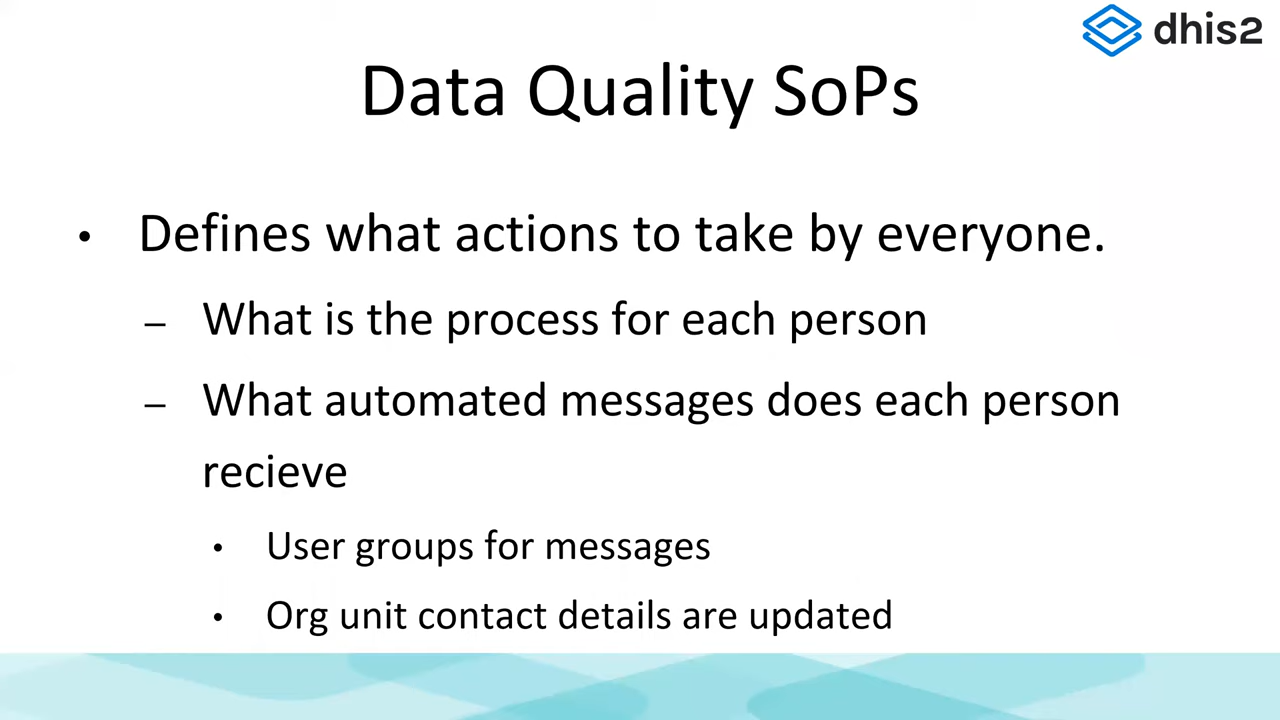 dhis2
Data Quality SoPs
• Defines what actions to take by everyone.
– What is the process for each person
– What automated messages does each person
recieve
• User groups for messages
• Org unit contact details are updated